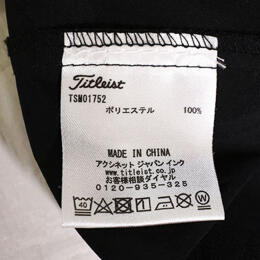 Titleist
TSM01752
ポリエステル 100%
MADE IN CHINA
アクシネット ジャパン インク
www.titleist.co.jp
お客様相談ダイヤル
0120-935-325
40
W